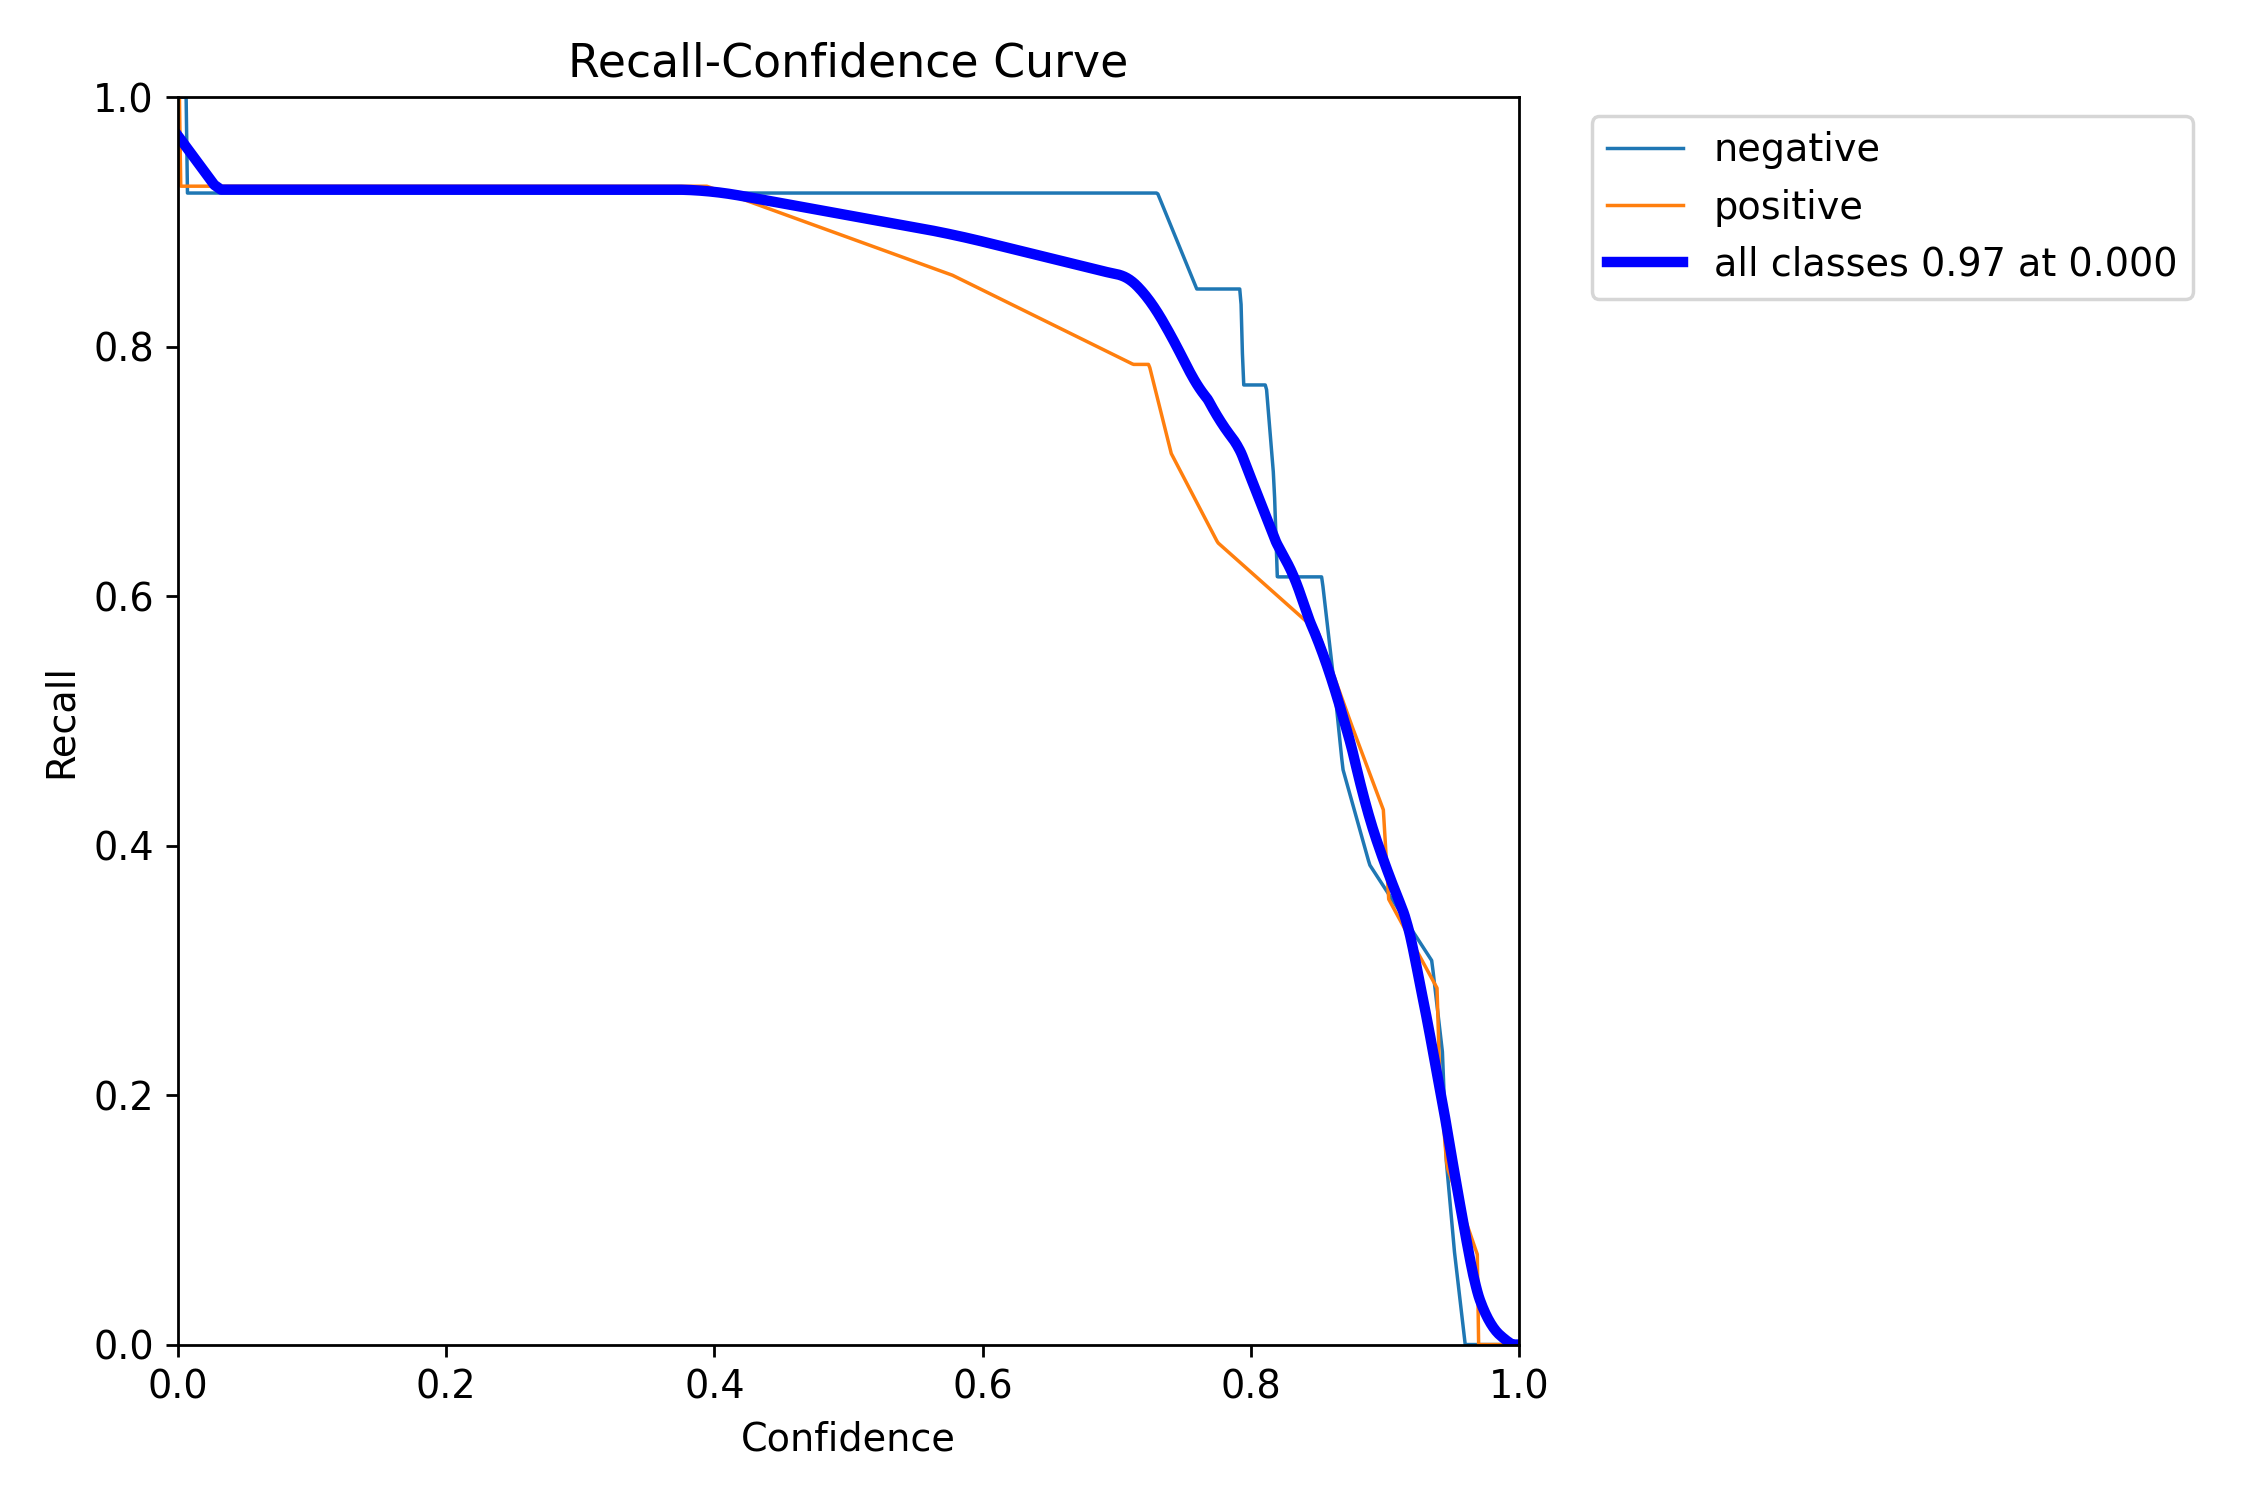 Recall-Confidence Curve
1.0
0.8
0.6
0.4
0.2
0.0
Recall
0.0 0.2 0.4 0.6 0.8 1.0
Confidence
negative
positive
all classes 0.97 at 0.000